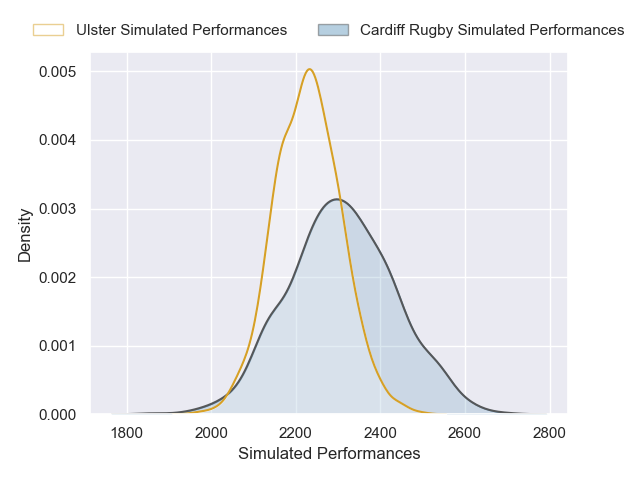 Ulster Simulated Performances
Cardiff Rugby Simulated Performances
0.005
0.004
0.003
0.002
0.001
0.000
Density
1800 2000 2200 2400 2600 2800
Simulated Performances